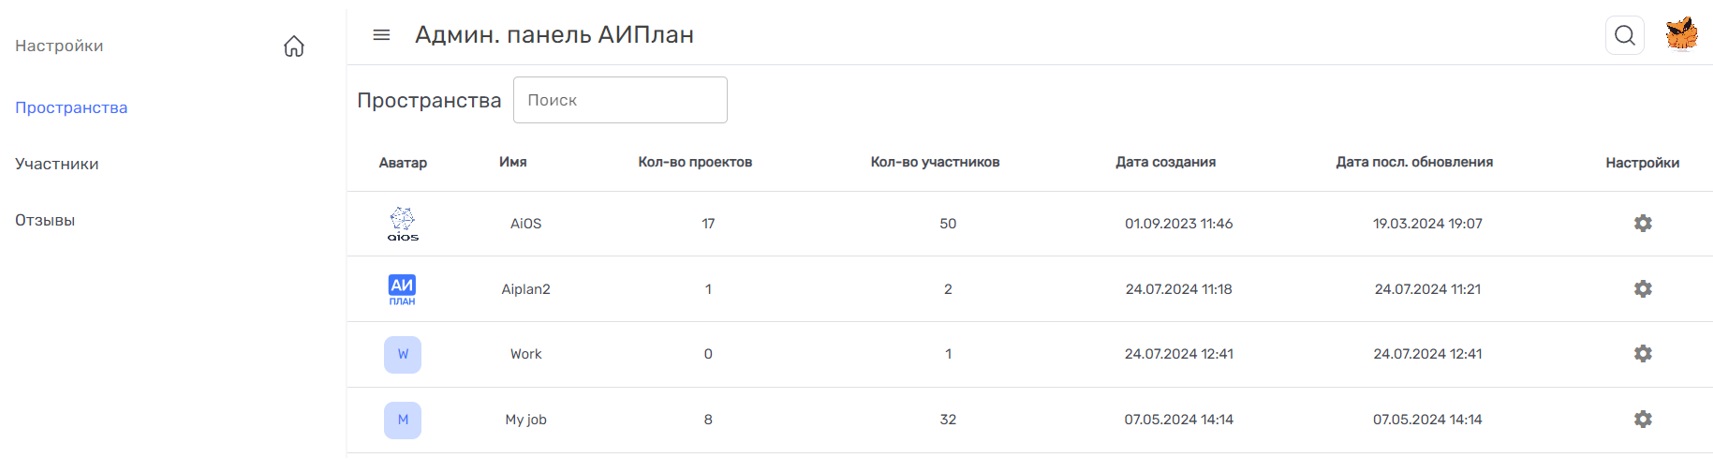 Настройки
Пространства
Участники
Отзывы
Админ. панель АИПлан
Пространства Поиск
Аватар Имя Кол-во проектов Кол-во участников Дата создания Дата посл. обновления Настройки
aios AiOS 17 50 01.09.2023 11:46 19.03.2024 19:07
АИ ПЛАН Aiplan2 1 2 24.07.2024 11:18 24.07.2024 11:21
W Work 0 1 24.07.2024 12:41 24.07.2024 12:41
M My job 8 32 07.05.2024 14:14 07.05.2024 14:14